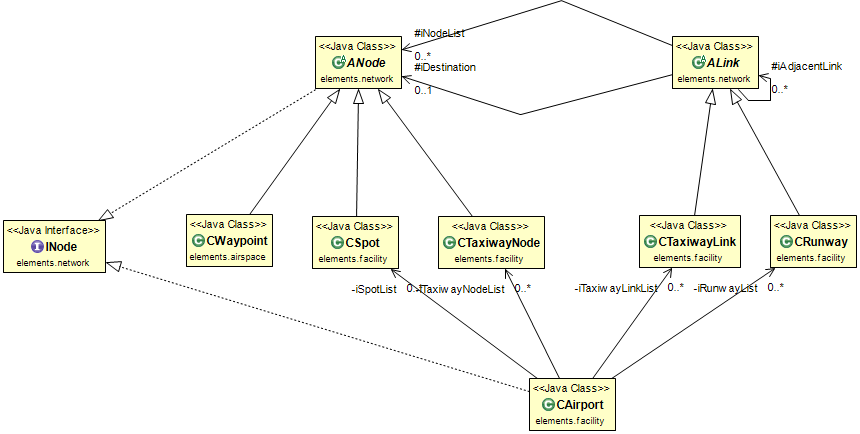 #iNodeList
<<Java Class>>
ANode
elements.network
0..*
#iDestination
0..1
<<Java Class>>
ALink
elements.network
#iAdjacentLink
0..*
<<Java Interface>>
INode
elements.network
<<Java Class>>
CWaypoint
elements.airspace
<<Java Class>>
CSpot
elements.facility
<<Java Class>>
CTaxiwayNode
elements.facility
<<Java Class>>
CTaxiwayLink
elements.facility
<<Java Class>>
CRunway
elements.facility
-iSpotList
0..*
-iTaxiwayNodeList
0..*
-iTaxiwayLinkList
0..*
-iRunwayList
0..*
<<Java Class>>
CAirport
elements.facility